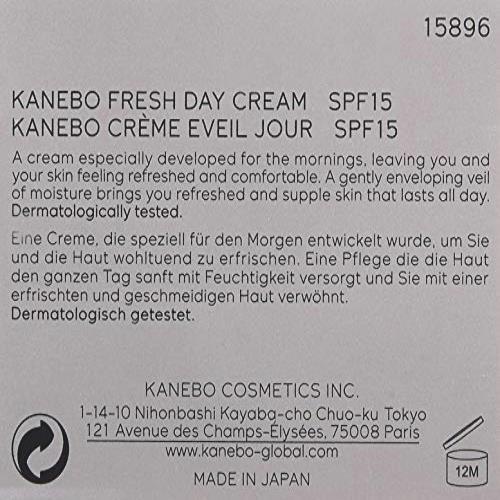 15896
KANEBO FRESH DAY CREAM SPF15
KANEBO CRÈME EVEIL JOUR SPF15
A cream especially developed for the mornings, leaving you and
your skin feeling refreshed and comfortable. A gently enveloping veil
of moisture brings you refreshed and supple skin that lasts all day.
Dermatologically tested.
Eine Creme, die speziell für den Morgen entwickelt wurde, um Sie
und die Haut wohltuend zu erfrischen. Eine Pflege die die Haut
den ganzen Tag sanft mit Feuchtigkeit versorgt und Sie mit einer
erfrischten und geschmeidigen Haut verwöhnt.
Dermatologisch getestet.
KANEBO COSMETICS INC.
1-14-10 Nihonbashi Kayaba-cho Chuo-ku Tokyo
121 Avenue des Champs-Élysées, 75008 Paris
www.kanebo-global.com
MADE IN JAPAN
12M